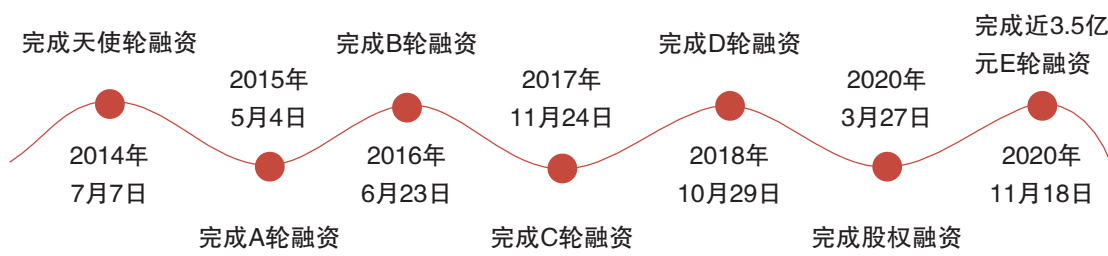 完成天使轮融资
2014年
7月7日
2015年
5月4日
完成A轮融资
完成B轮融资
2016年
6月23日
2017年
11月24日
完成C轮融资
完成D轮融资
2018年
10月29日
2020年
3月27日
完成股权融资
完成近3.5亿
元E轮融资
2020年
11月18日